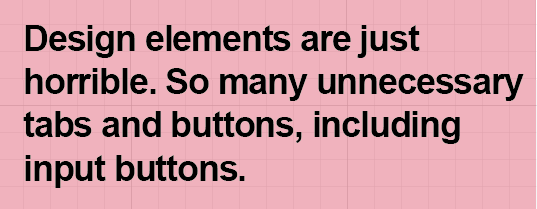 Design elements are just
horrible. So many unnecessary
tabs and buttons, including
input buttons.